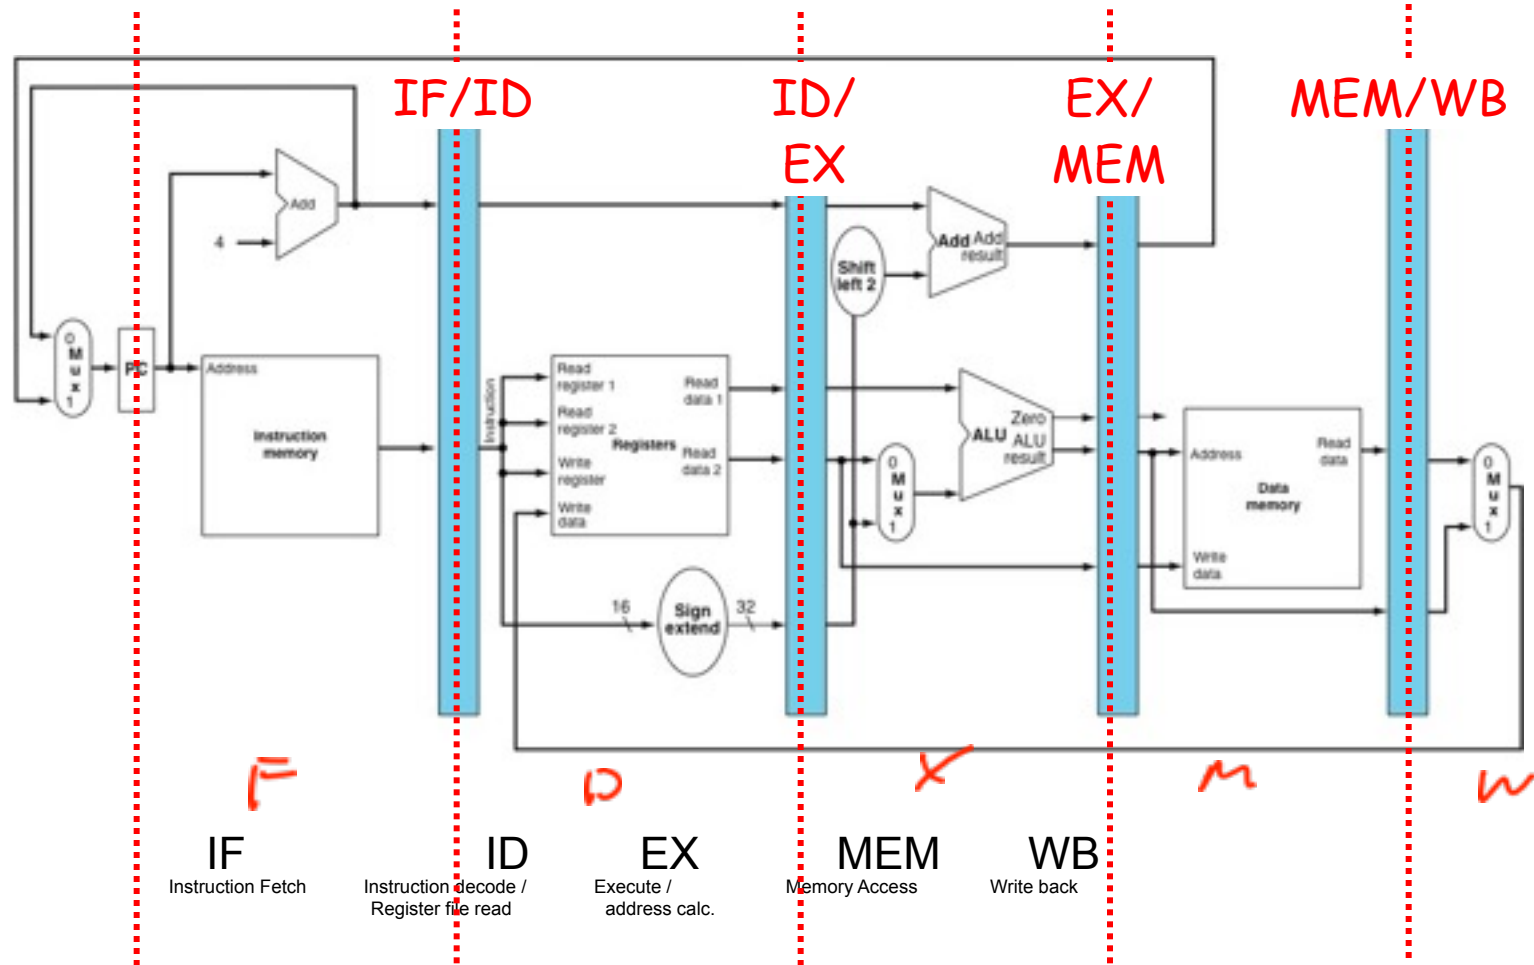 IF/ID
ID/
EX
EX/
MEM
MEM/WB
Add
4
0
M
u
x
1
PC
Address
Instruction
memory
Instruction
Read
register 1
Read
register 2
Write
register
Write
data
Registers
Read
data 1
Read
data 2
16
Sign
extend
32
Shift
left 2
Add
Add
result
0
M
u
x
1
ALU
Zero
ALU
result
Address
Write
data
Data
memory
Read
data
0
M
u
x
1
F
D
X
M
W
IF
ID
EX
MEM
WB
Instruction Fetch
Instruction decode /
Register file read
Execute /
address calc.
Memory Access
Write back